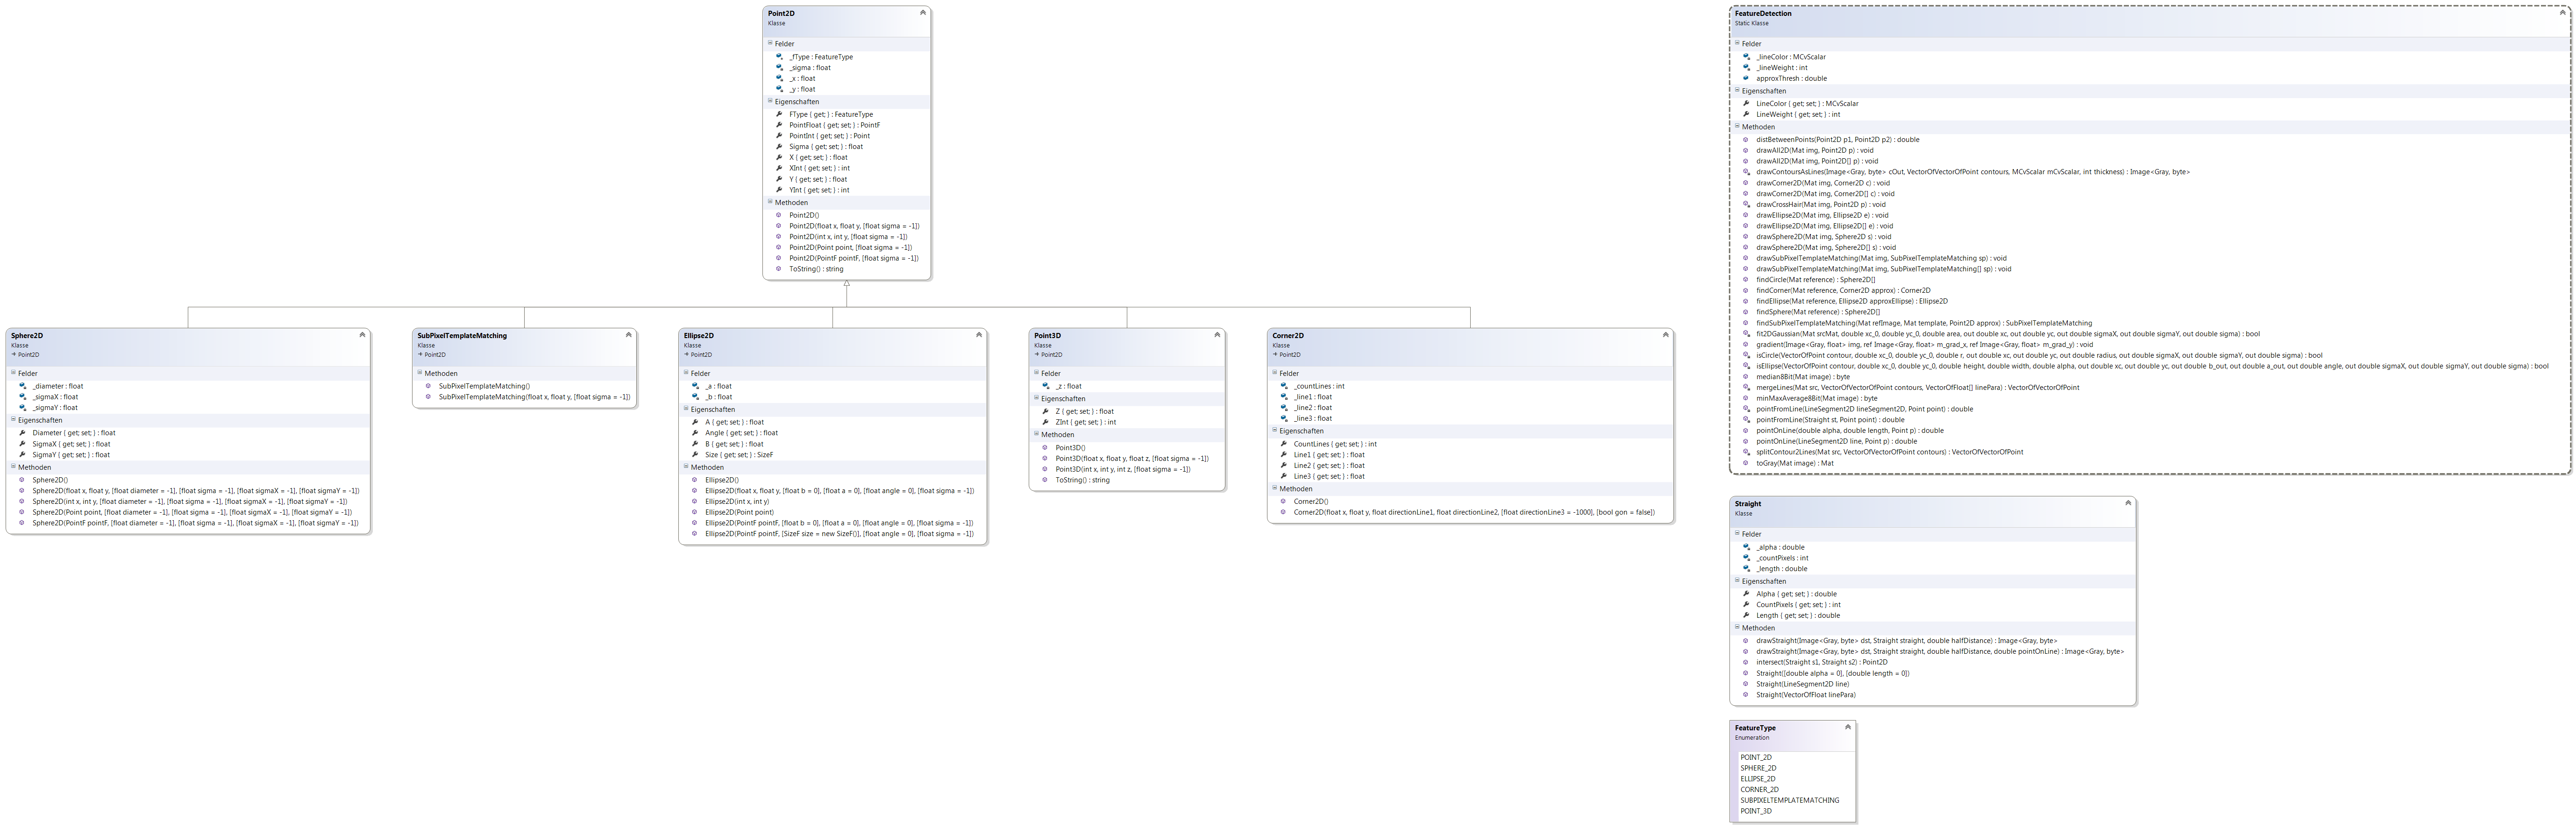 Point2D
Klasse
Felder
_fType : FeatureType
_sigma : float
_x : float
_y : float
Eigenschaften
FType { get; } : FeatureType
PointFloat { get; set; } : PointF
PointInt { get; set; } : Point
Sigma { get; set; } : float
X { get; set; } : float
XInt { get; set; } : int
Y { get; set; } : float
YInt { get; set; } : int
Methoden
Point2D()
Point2D(float x, float y, [float sigma = -1])
Point2D(int x, int y, [float sigma = -1])
Point2D(Point point, [float sigma = -1])
Point2D(PointF pointF, [float sigma = -1])
ToString() : string
Sphere2D
Klasse
Point2D
Felder
_diameter : float
_sigmaX : float
_sigmaY : float
Eigenschaften
Diameter { get; set; } : float
SigmaX { get; set; } : float
SigmaY { get; set; } : float
Methoden
Sphere2D()
Sphere2D(float x, float y, [float diameter = -1], [float sigma = -1], [float sigmaX = -1], [float sigmaY = -1])
Sphere2D(int x, int y, [float diameter = -1], [float sigma = -1], [float sigmaX = -1], [float sigmaY = -1])
Sphere2D(Point point, [float diameter = -1], [float sigma = -1], [float sigmaX = -1], [float sigmaY = -1])
Sphere2D(PointF pointF, [float diameter = -1], [float sigma = -1], [float sigmaX = -1], [float sigmaY = -1])
SubPixelTemplateMatching
Klasse
Point2D
Methoden
SubPixelTemplateMatching()
SubPixelTemplateMatching(float x, float y, [float sigma = -1])
Ellipse2D
Klasse
Point2D
Felder
_a : float
_b : float
Eigenschaften
A { get; set; } : float
Angle { get; set; } : float
B { get; set; } : float
Size { get; set; } : SizeF
Methoden
Ellipse2D()
Ellipse2D(float x, float y, [float b = 0], [float a = 0], [float angle = 0], [float sigma = -1])
Ellipse2D(int x, int y)
Ellipse2D(Point point)
Ellipse2D(PointF pointF, [float b = 0], [float a = 0], [float angle = 0], [float sigma = -1])
Ellipse2D(PointF pointF, [SizeF size = new SizeF()], [float angle = 0], [float sigma = -1])
Point3D
Klasse
Point2D
Felder
_z : float
Eigenschaften
Z { get; set; } : float
ZInt { get; set; } : int
Methoden
Point3D()
Point3D(float x, float y, float z, [float sigma = -1])
Point3D(int x, int y, int z, [float sigma = -1])
ToString() : string
Corner2D
Klasse
Point2D
Felder
_countLines : int
_line1 : float
_line2 : float
_line3 : float
Eigenschaften
CountLines { get; set; } : int
Line1 { get; set; } : float
Line2 { get; set; } : float
Line3 { get; set; } : float
Methoden
Corner2D()
Corner2D(float x, float y, float directionLine1, float directionLine2, [float directionLine3 = -1000], [bool gon = false])
FeatureDetection
Static Klasse
Felder
_lineColor : MCvScalar
_lineWeight : int
approxThresh : double
Eigenschaften
LineColor { get; set; } : MCvScalar
LineWeight { get; set; } : int
Methoden
distBetweenPoints(Point2D p1, Point2D p2) : double
drawAll2D(Mat img, Point2D p) : void
drawAll2D(Mat img, Point2D[] p) : void
drawContoursAsLines(Image<Gray, byte> cOut, VectorOfVectorOfPoint contours, MCvScalar mCvScalar, int thickness) : Image<Gray, byte>
drawCorner2D(Mat img, Corner2D c) : void
drawCorner2D(Mat img, Corner2D[] c) : void
drawCrossHair(Mat img, Point2D p) : void
drawEllipse2D(Mat img, Ellipse2D e) : void
drawEllipse2D(Mat img, Ellipse2D[] e) : void
drawSphere2D(Mat img, Sphere2D s) : void
drawSphere2D(Mat img, Sphere2D[] s) : void
drawSubPixelTemplateMatching(Mat img, SubPixelTemplateMatching sp) : void
drawSubPixelTemplateMatching(Mat img, SubPixelTemplateMatching[] sp) : void
findCircle(Mat reference) : Sphere2D[]
findCorner(Mat reference, Corner2D approx) : Corner2D
findEllipse(Mat reference, Ellipse2D approxEllipse) : Ellipse2D
findSphere(Mat reference) : Sphere2D[]
findSubPixelTemplateMatching(Mat refImage, Mat template, Point2D approx) : SubPixelTemplateMatching
fit2DGaussian(Mat srcMat, double xc_0, double yc_0, double area, out double xc, out double yc, out double sigmaX, out double sigmaY, out double sigma) : bool
gradient(Image<Gray, float> img, ref Image<Gray, float> m_grad_x, ref Image<Gray, float> m_grad_y) : void
isCircle(VectorOfPoint contour, double xc_0, double yc_0, double r, out double xc, out double yc, out double radius, out double sigmaX, out double sigmaY, out double sigma) : bool
isEllipse(VectorOfPoint contour, double xc_0, double yc_0, double height, double width, double alpha, out double xc, out double yc, out double b_out, out double a_out, out double angle, out double sigmaX, out double sigmaY, out double sigma) : bool
median8Bit(Mat image) : byte
mergeLines(Mat src, VectorOfVectorOfPoint contours, VectorOfFloat[] linePara) : VectorOfVectorOfPoint
minMaxAverage8Bit(Mat image) : byte
pointFromLine(LineSegment2D lineSegment2D, Point point) : double
pointFromLine(Straight st, Point point) : double
pointOnLine(double alpha, double length, Point p) : double
pointOnLine(LineSegment2D line, Point p) : double
splitContour2Lines(Mat src, VectorOfVectorOfPoint contours) : VectorOfVectorOfPoint
toGray(Mat image) : Mat
Straight
Klasse
Felder
_alpha : double
_countPixels : int
_length : double
Eigenschaften
Alpha { get; set; } : double
CountPixels { get; set; } : int
Length { get; set; } : double
Methoden
drawStraight(Image<Gray, byte> dst, Straight straight, double halfDistance) : Image<Gray, byte>
drawStraight(Image<Gray, byte> dst, Straight straight, double halfDistance, double pointOnLine) : Image<Gray, byte>
intersect(Straight s1, Straight s2) : Point2D
Straight([double alpha = 0], [double length = 0])
Straight(LineSegment2D line)
Straight(VectorOfFloat linePara)
FeatureType
Enumeration
POINT_2D
SPHERE_2D
ELLIPSE_2D
CORNER_2D
SUBPIXELTEMPLATEMATCHING
POINT_3D